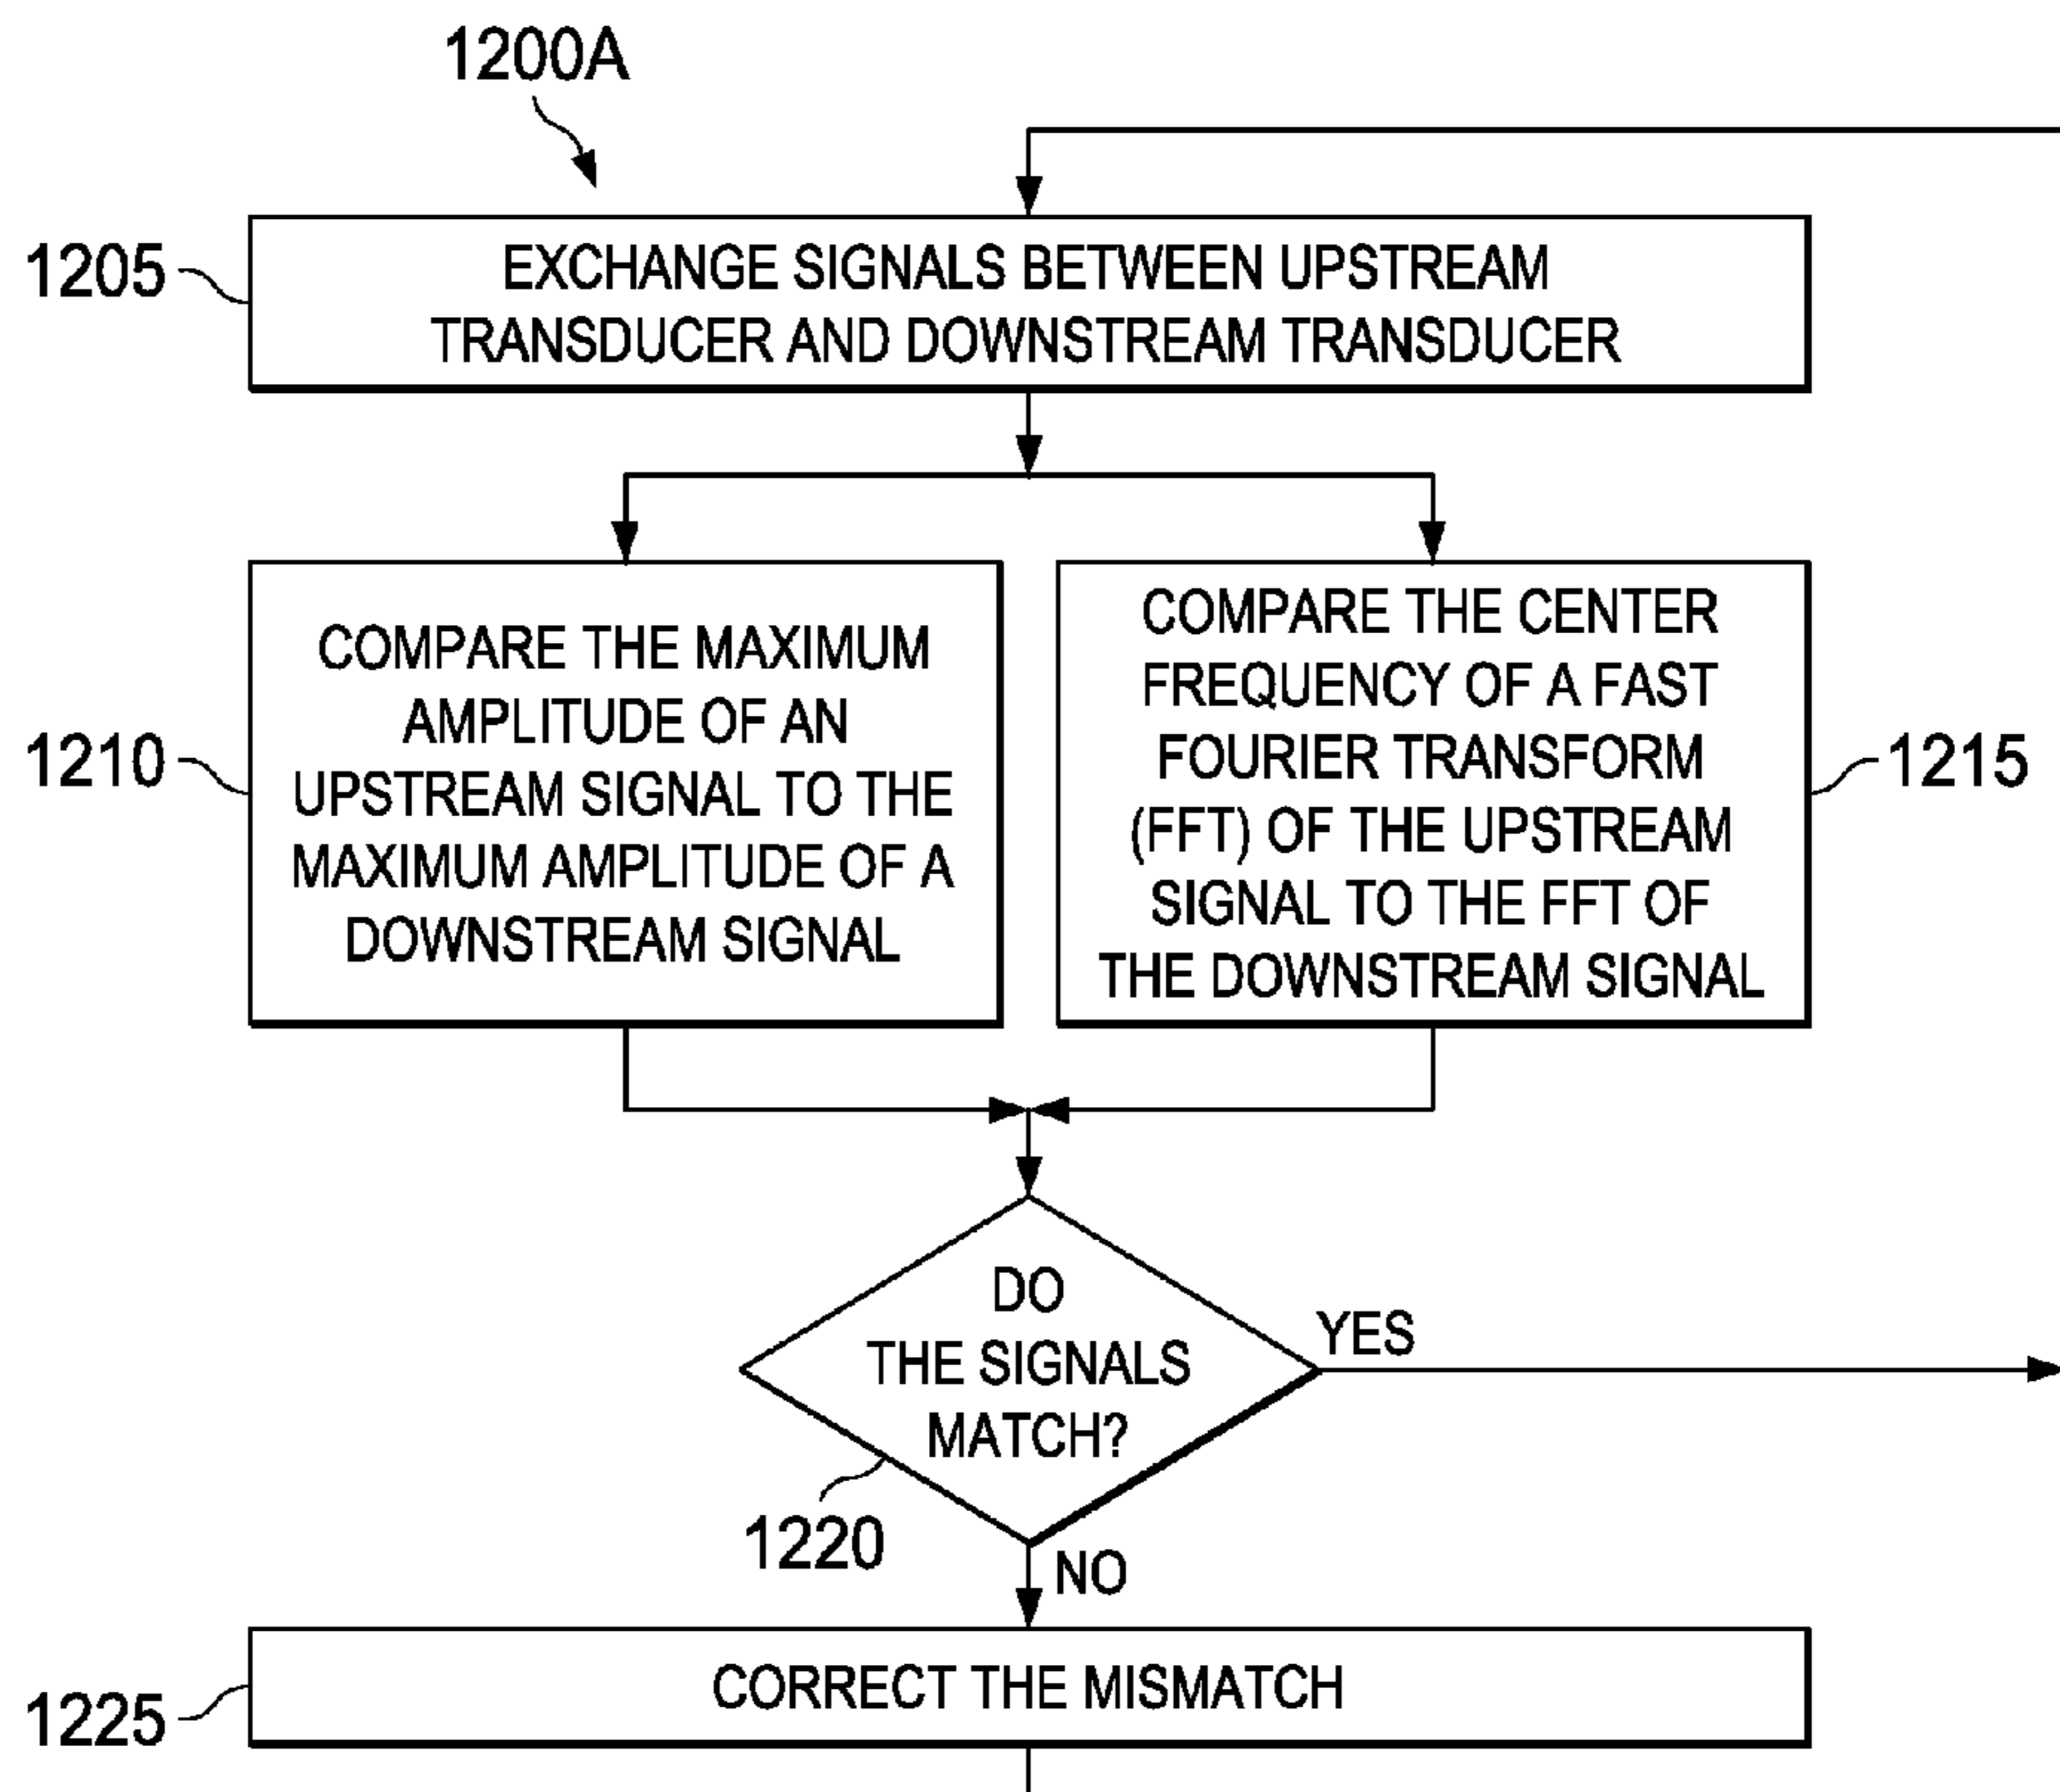 1200A
1205
EXCHANGE SIGNALS BETWEEN UPSTREAM
TRANSDUCER AND DOWNSTREAM TRANSDUCER
1210
COMPARE THE MAXIMUM
AMPLITUDE OF AN
UPSTREAM SIGNAL TO THE
MAXIMUM AMPLITUDE OF A
DOWNSTREAM SIGNAL
COMPARE THE CENTER
FREQUENCY OF A FAST
FOURIER TRANSFORM
(FFT) OF THE UPSTREAM
SIGNAL TO THE FFT OF
THE DOWNSTREAM SIGNAL
1215
DO
THE SIGNALS
MATCH?
YES
1220
NO
1225
CORRECT THE MISMATCH